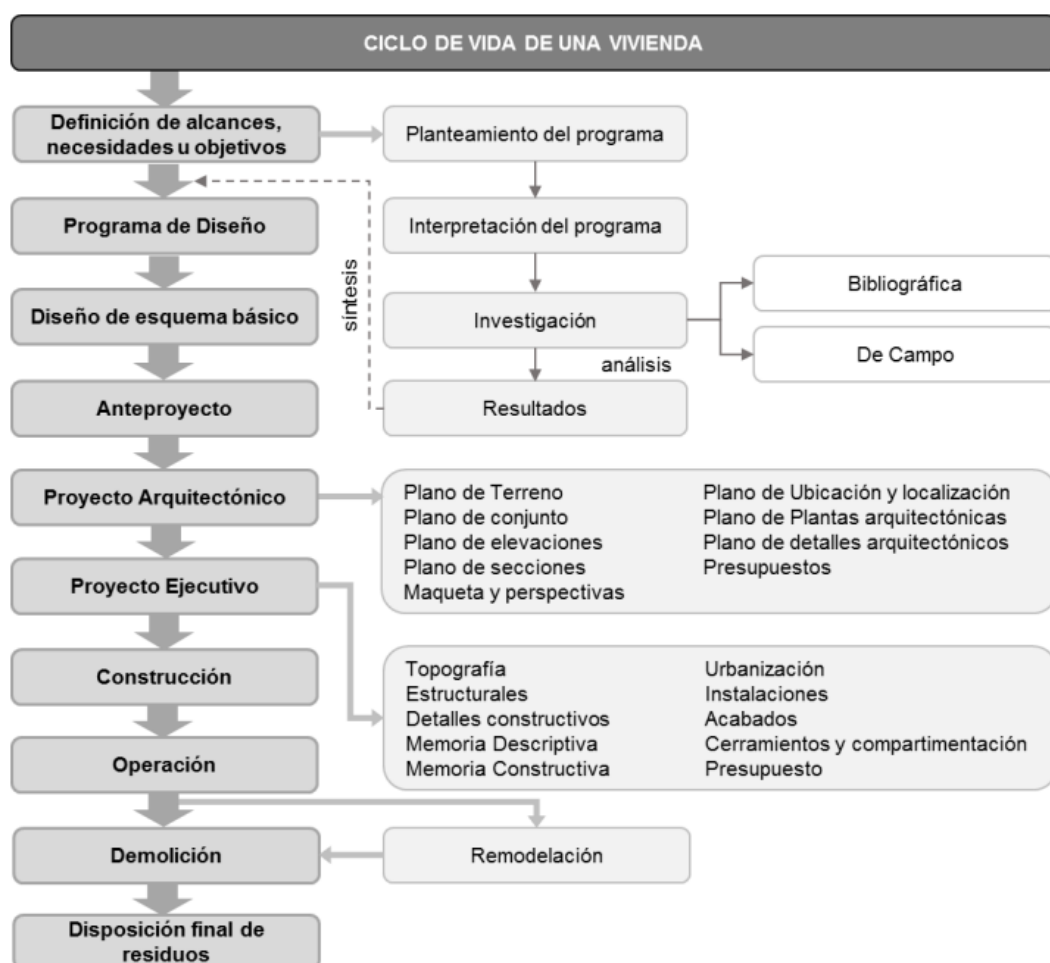 CICLO DE VIDA DE UNA VIVIENDA
Definición de alcances,
necesidades u objetivos
Planteamiento del programa
Programa de Diseño
Interpretación del programa
síntesis
Diseño de esquema básico
Investigación
Bibliográfica
De Campo
análisis
Anteproyecto
Resultados
Proyecto Arquitectónico
Plano de Terreno
Plano de conjunto
Plano de elevaciones
Plano de secciones
Maqueta y perspectivas
Plano de Ubicación y localización
Plano de Plantas arquitectónicas
Plano de detalles arquitectónicos
Presupuestos
Proyecto Ejecutivo
Construcción
Topografía
Estructurales
Detalles constructivos
Memoria Descriptiva
Memoria Constructiva
Urbanización
Instalaciones
Acabados
Cerramientos y compartimentación
Presupuesto
Operación
Demolición
Remodelación
Disposición final de
residuos